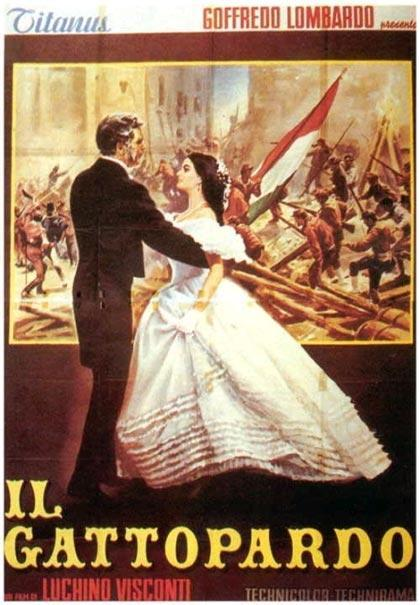 Titanus
GOFFREDO LOMBARDO presenta
IL
GATTOPARDO
UN FILM DI LUCHINO VISCONTI
TECHNICOLOR-TECHNIRAMA